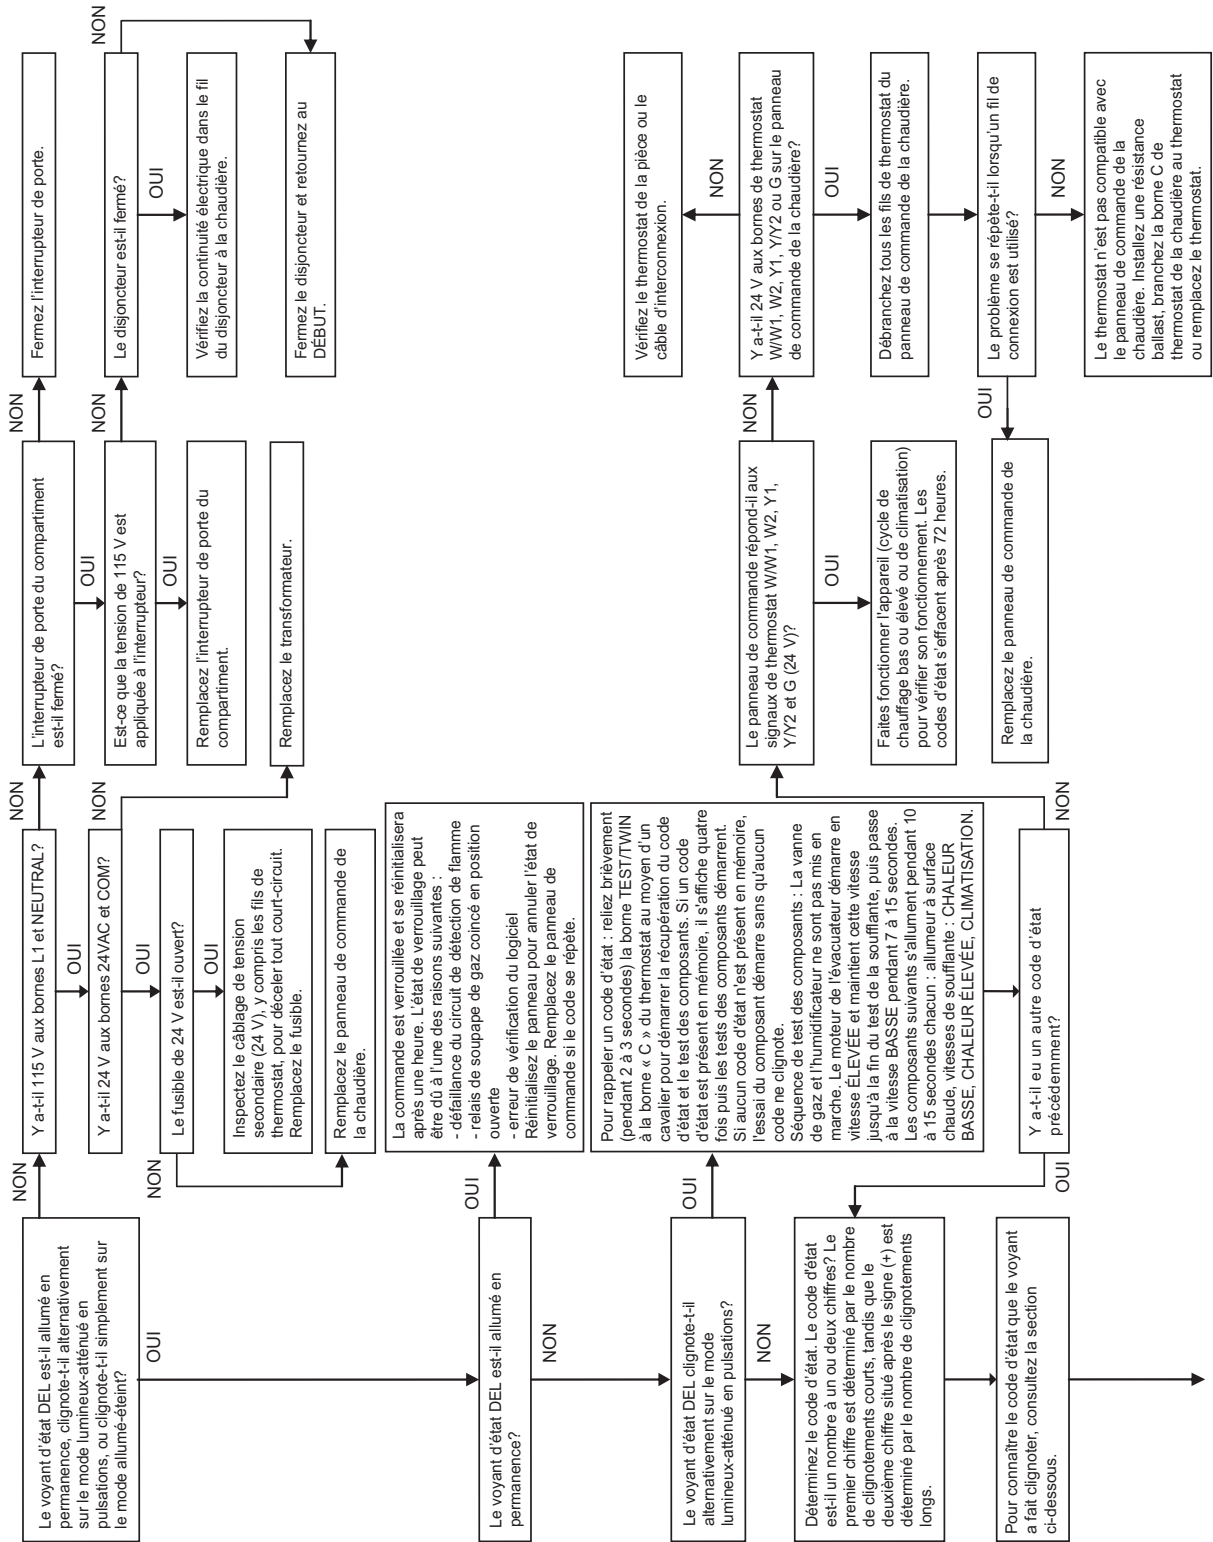 Le voyant d'état DEL est-il allumé en
permanence, clignote-t-il alternativement
sur le mode lumineux-atténué en
pulsations, ou clignote-t-il simplement sur
le mode allumé-éteint?
NON
OUI
Y a-t-il 115 V aux bornes L1 et NEUTRAL?
NON
OUI
L'interrupteur de porte du compartiment
est-il fermé?
NON
OUI
Fermez l'interrupteur de porte.
Est-ce que la tension de 115 V est
appliquée à l'interrupteur?
NON
OUI
Le disjoncteur est-il fermé?
NON
OUI
Vérifiez la continuité électrique dans le fil
du disjoncteur à la chaudière.
Fermez le disjoncteur et retournez au
DÉBUT.
Remplacez l'interrupteur de porte du
compartiment.
Y a-t-il 24 V aux bornes 24VAC et COM?
NON
OUI
Remplacez le transformateur.
Le fusible de 24 V est-il ouvert?
NON
OUI
Inspectez le câblage de tension
secondaire (24 V), y compris les fils de
thermostat, pour déceler tout court-circuit.
Remplacez le fusible.
Remplacez le panneau de commande de
la chaudière.
Le voyant d'état DEL est-il allumé en
permanence?
OUI
NON
La commande est verrouillée et se réinitialisera
après une heure. L'état de verrouillage peut
être dû à l'une des raisons suivantes :
- défaillance du circuit de détection de flamme
- relais de soupape de gaz coincé en position
ouverte
- erreur de vérification du logiciel
Réinitialisez le panneau pour annuler l'état de
verrouillage. Remplacez le panneau de
commande si le code se répète.
Le voyant d'état DEL clignote-t-il
alternativement sur le mode
lumineux-atténué en pulsations?
OUI
NON
Pour rappeler un code d'état : reliez brièvement
(pendant 2 à 3 secondes) la borne TEST/TWIN
à la borne « C » du thermostat au moyen d'un
cavalier pour démarrer la récupération du code
d'état et le test des composants. Si un code
d'état est présent en mémoire, il s'affiche quatre
fois puis les tests des composants démarrent.
Si aucun code d'état n'est présent en mémoire,
l'essai du composant démarre sans qu'aucun
code ne clignote.
Séquence de test des composants : La vanne
de gaz et l'humidificateur ne sont pas mis en
marche. Le moteur de l'évacuateur démarre en
vitesse ÉLEVÉE et maintient cette vitesse
jusqu'à la fin du test de la soufflante, puis passe
à la vitesse BASSE pendant 7 à 15 secondes.
Les composants suivants s'allument pendant 10
à 15 secondes chacun : allumeur à surface
chaude, vitesses de soufflante : CHALEUR
BASSE, CHALEUR ÉLEVÉE, CLIMATISATION.
Y a-t-il eu un autre code d'état
précédemment?
OUI
NON
Déterminez le code d'état. Le code d'état
est-il un nombre à un ou deux chiffres? Le
premier chiffre est déterminé par le nombre
de clignotements courts, tandis que le
deuxième chiffre situé après le signe (+) est
déterminé par le nombre de clignotements
longs.
Pour connaître le code d'état que le voyant
a fait clignoter, consultez la section
ci-dessous.
Le panneau de commande répond-il aux
signaux de thermostat W/W1, W2, Y1,
Y/Y2 et G (24 V)?
NON
OUI
Faites fonctionner l'appareil (cycle de
chauffage bas ou élevé ou de climatisation)
pour vérifier son fonctionnement. Les
codes d'état s'effacent après 72 heures.
Y a-t-il 24 V aux bornes de thermostat
W/W1, W2, Y1, Y/Y2 ou G sur le panneau
de commande de la chaudière?
NON
OUI
Vérifiez le thermostat de la pièce ou le
câble d'interconnexion.
Débranchez tous les fils de thermostat du
panneau de commande de la chaudière.
Le problème se répète-t-il lorsqu'un fil de
connexion est utilisé?
OUI
NON
Remplacez le panneau de commande de
la chaudière.
Le thermostat n'est pas compatible avec
le panneau de commande de la
chaudière. Installez une résistance
ballast, branchez la borne C de
thermostat de la chaudière au thermostat
ou remplacez le thermostat.